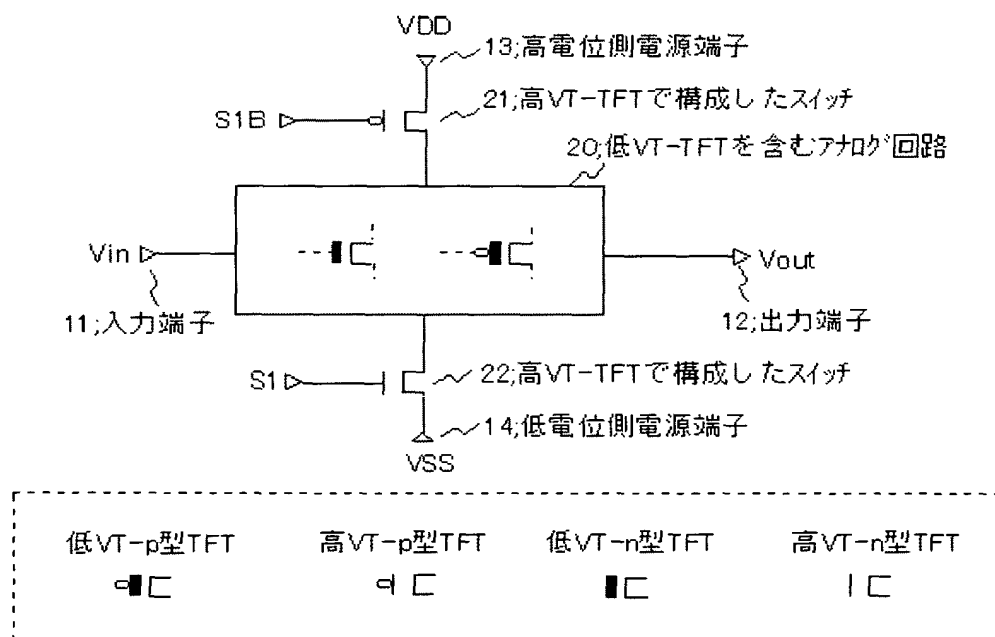 VDD
13;高電位側電源端子
S1B
21;高VT-TFTで構成したスイッチ
20;低VT-TFTを含むアナログ回路
Vin
Vout
11;入力端子
12;出力端子
S1
22;高VT-TFTで構成したスイッチ
14;低電位側電源端子
VSS
低VT-p型TFT
高VT-p型TFT
低VT-n型TFT
高VT-n型TFT